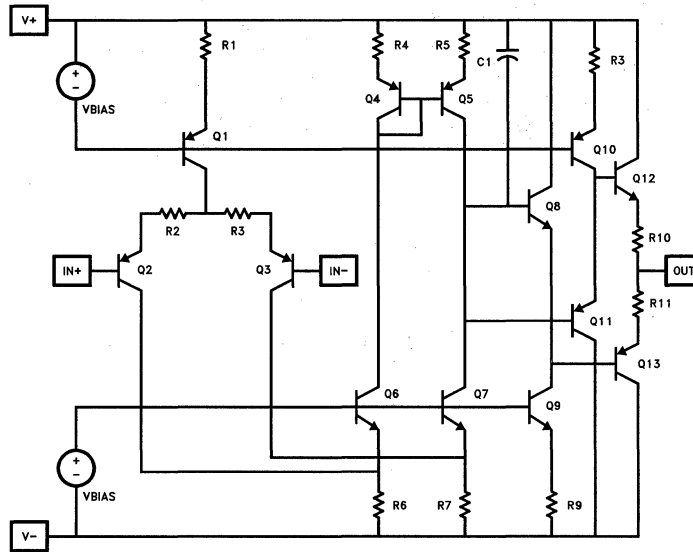 V+
R1
R4
R5
C1
R3
+
-
VBIAS
Q4
Q5
Q1
Q10
Q12
Q8
R2
R3
R10
IN+
Q2
Q3
IN-
OUT
R11
Q11
Q13
Q6
Q7
Q9
+
-
VBIAS
R6
R7
R9
V-